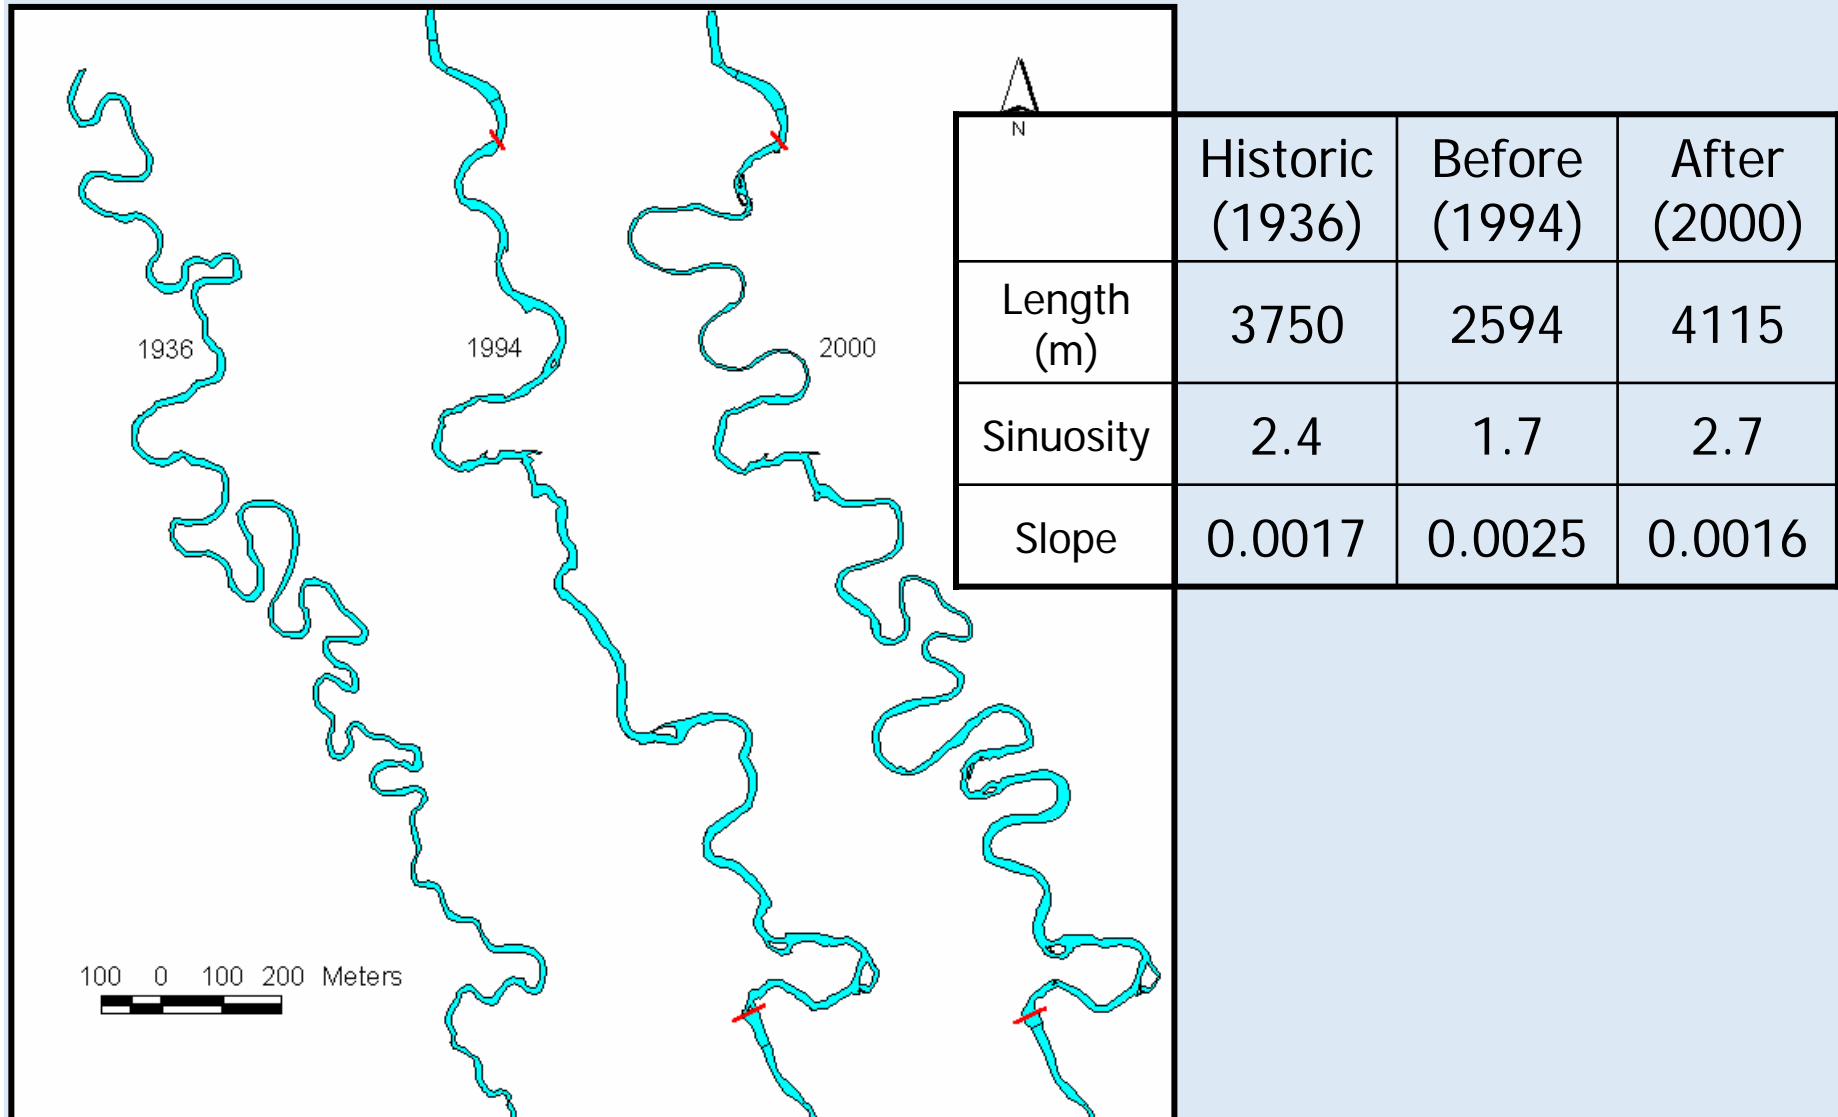 N
1936
1994
2000
100 0 100 200 Meters
Historic Before After
(1936) (1994) (2000)
Length
(m) 3750 2594 4115
Sinuosity 2.4 1.7 2.7
Slope 0.0017 0.0025 0.0016